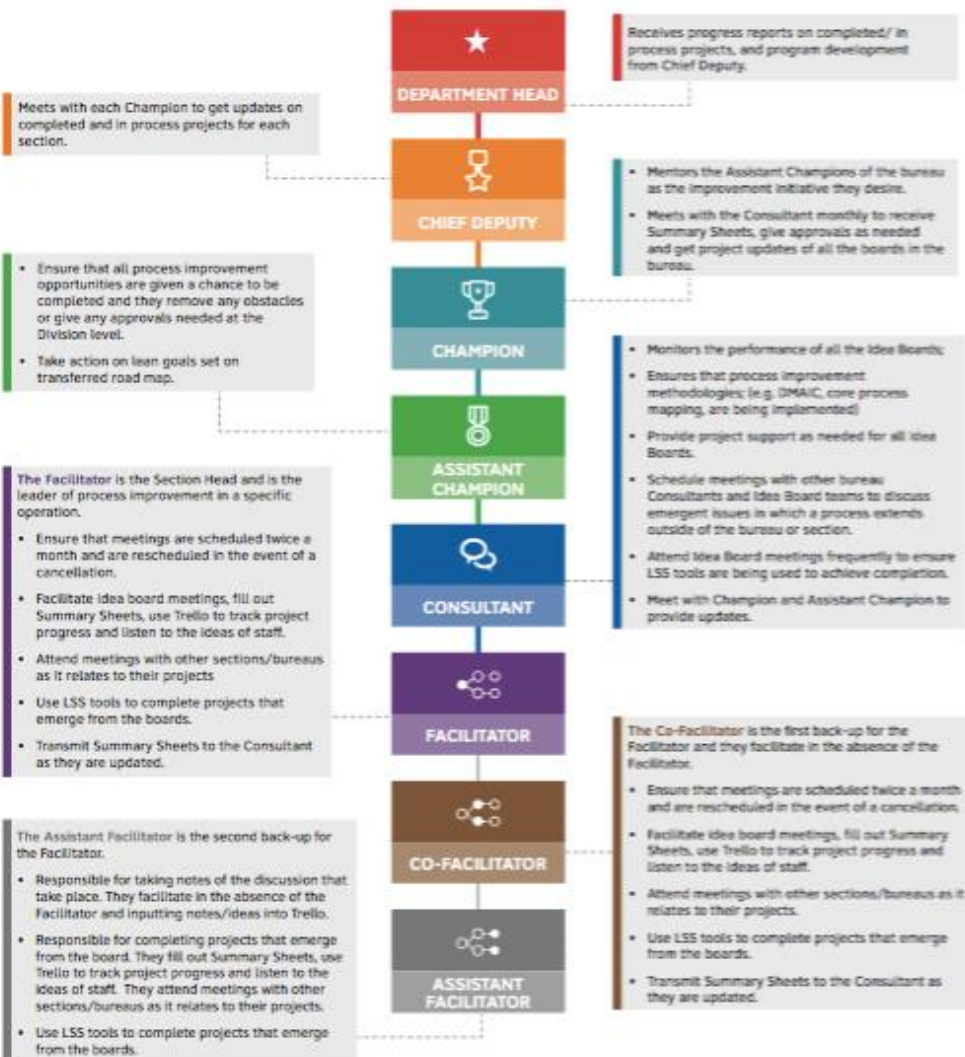 DEPARTMENT HEAD
Receives progress reports on completed/ in
process projects, and program development
from Chief Deputy.
Meets with each Champion to get updates on
completed and in process projects for each
section.
CHIEF DEPUTY
• Mentors the Assistant Champions of the bureau
as the improvement initiative they desire.
• Meets with the Consultant monthly to receive
Summary Sheets, give approvals as needed
and get project updates of all the boards in the
bureau.
CHAMPION
• Ensure that all process improvement
opportunities are given a chance to be
completed and they remove any obstacles
or give any approvals needed at the
Division level.
• Take action on lean goals set on
transferred road map.
ASSISTANT
CHAMPION
• Monitors the performance of all the Idea Boards;
• Ensures that process improvement
methodologies; (e.g. DMAIC, core process
mapping, are being implemented)
• Provide project support as needed for all Idea
Boards.
• Schedule meetings with other bureau
Consultants and Idea Board teams to discuss
emergent issues in which a process extends
outside of the bureau or section.
• Attend Idea Board meetings frequently to ensure
LSS tools are being used to achieve completion.
• Meet with Champion and Assistant Champion to
provide updates.
CONSULTANT
The Facilitator is the Section Head and is the
leader of process improvement in a specific
operation.
• Ensure that meetings are scheduled twice a
month and are rescheduled in the event of a
cancellation.
• Facilitate idea board meetings, fill out
Summary Sheets, use Trello to track project
progress and listen to the ideas of staff.
• Attend meetings with other sections/bureaus
as it relates to their projects
• Use LSS tools to complete projects that
emerge from the boards.
• Transmit Summary Sheets to the Consultant
as they are updated.
FACILITATOR
The Co-Facilitator is the first back-up for the
Facilitator and they facilitate in the absence of the
Facilitator.
• Ensure that meetings are scheduled twice a month
and are rescheduled in the event of a cancellation.
• Facilitate idea board meetings, fill out Summary
Sheets, use Trello to track project progress and
listen to the ideas of staff.
• Attend meetings with other sections/bureaus as it
relates to their projects.
• Use LSS tools to complete projects that emerge
from the boards.
• Transmit Summary Sheets to the Consultant as
they are updated.
CO-FACILITATOR
The Assistant Facilitator is the second back-up for
the Facilitator.
• Responsible for taking notes of the discussion that
take place. They facilitate in the absence of the
Facilitator and inputting notes/ideas into Trello.
• Responsible for completing projects that emerge
from the board. They fill out Summary Sheets, use
Trello to track project progress and listen to the
ideas of staff. They attend meetings with other
sections/bureaus as it relates to their projects.
• Use LSS tools to complete projects that emerge
from the boards.
ASSISTANT
FACILITATOR